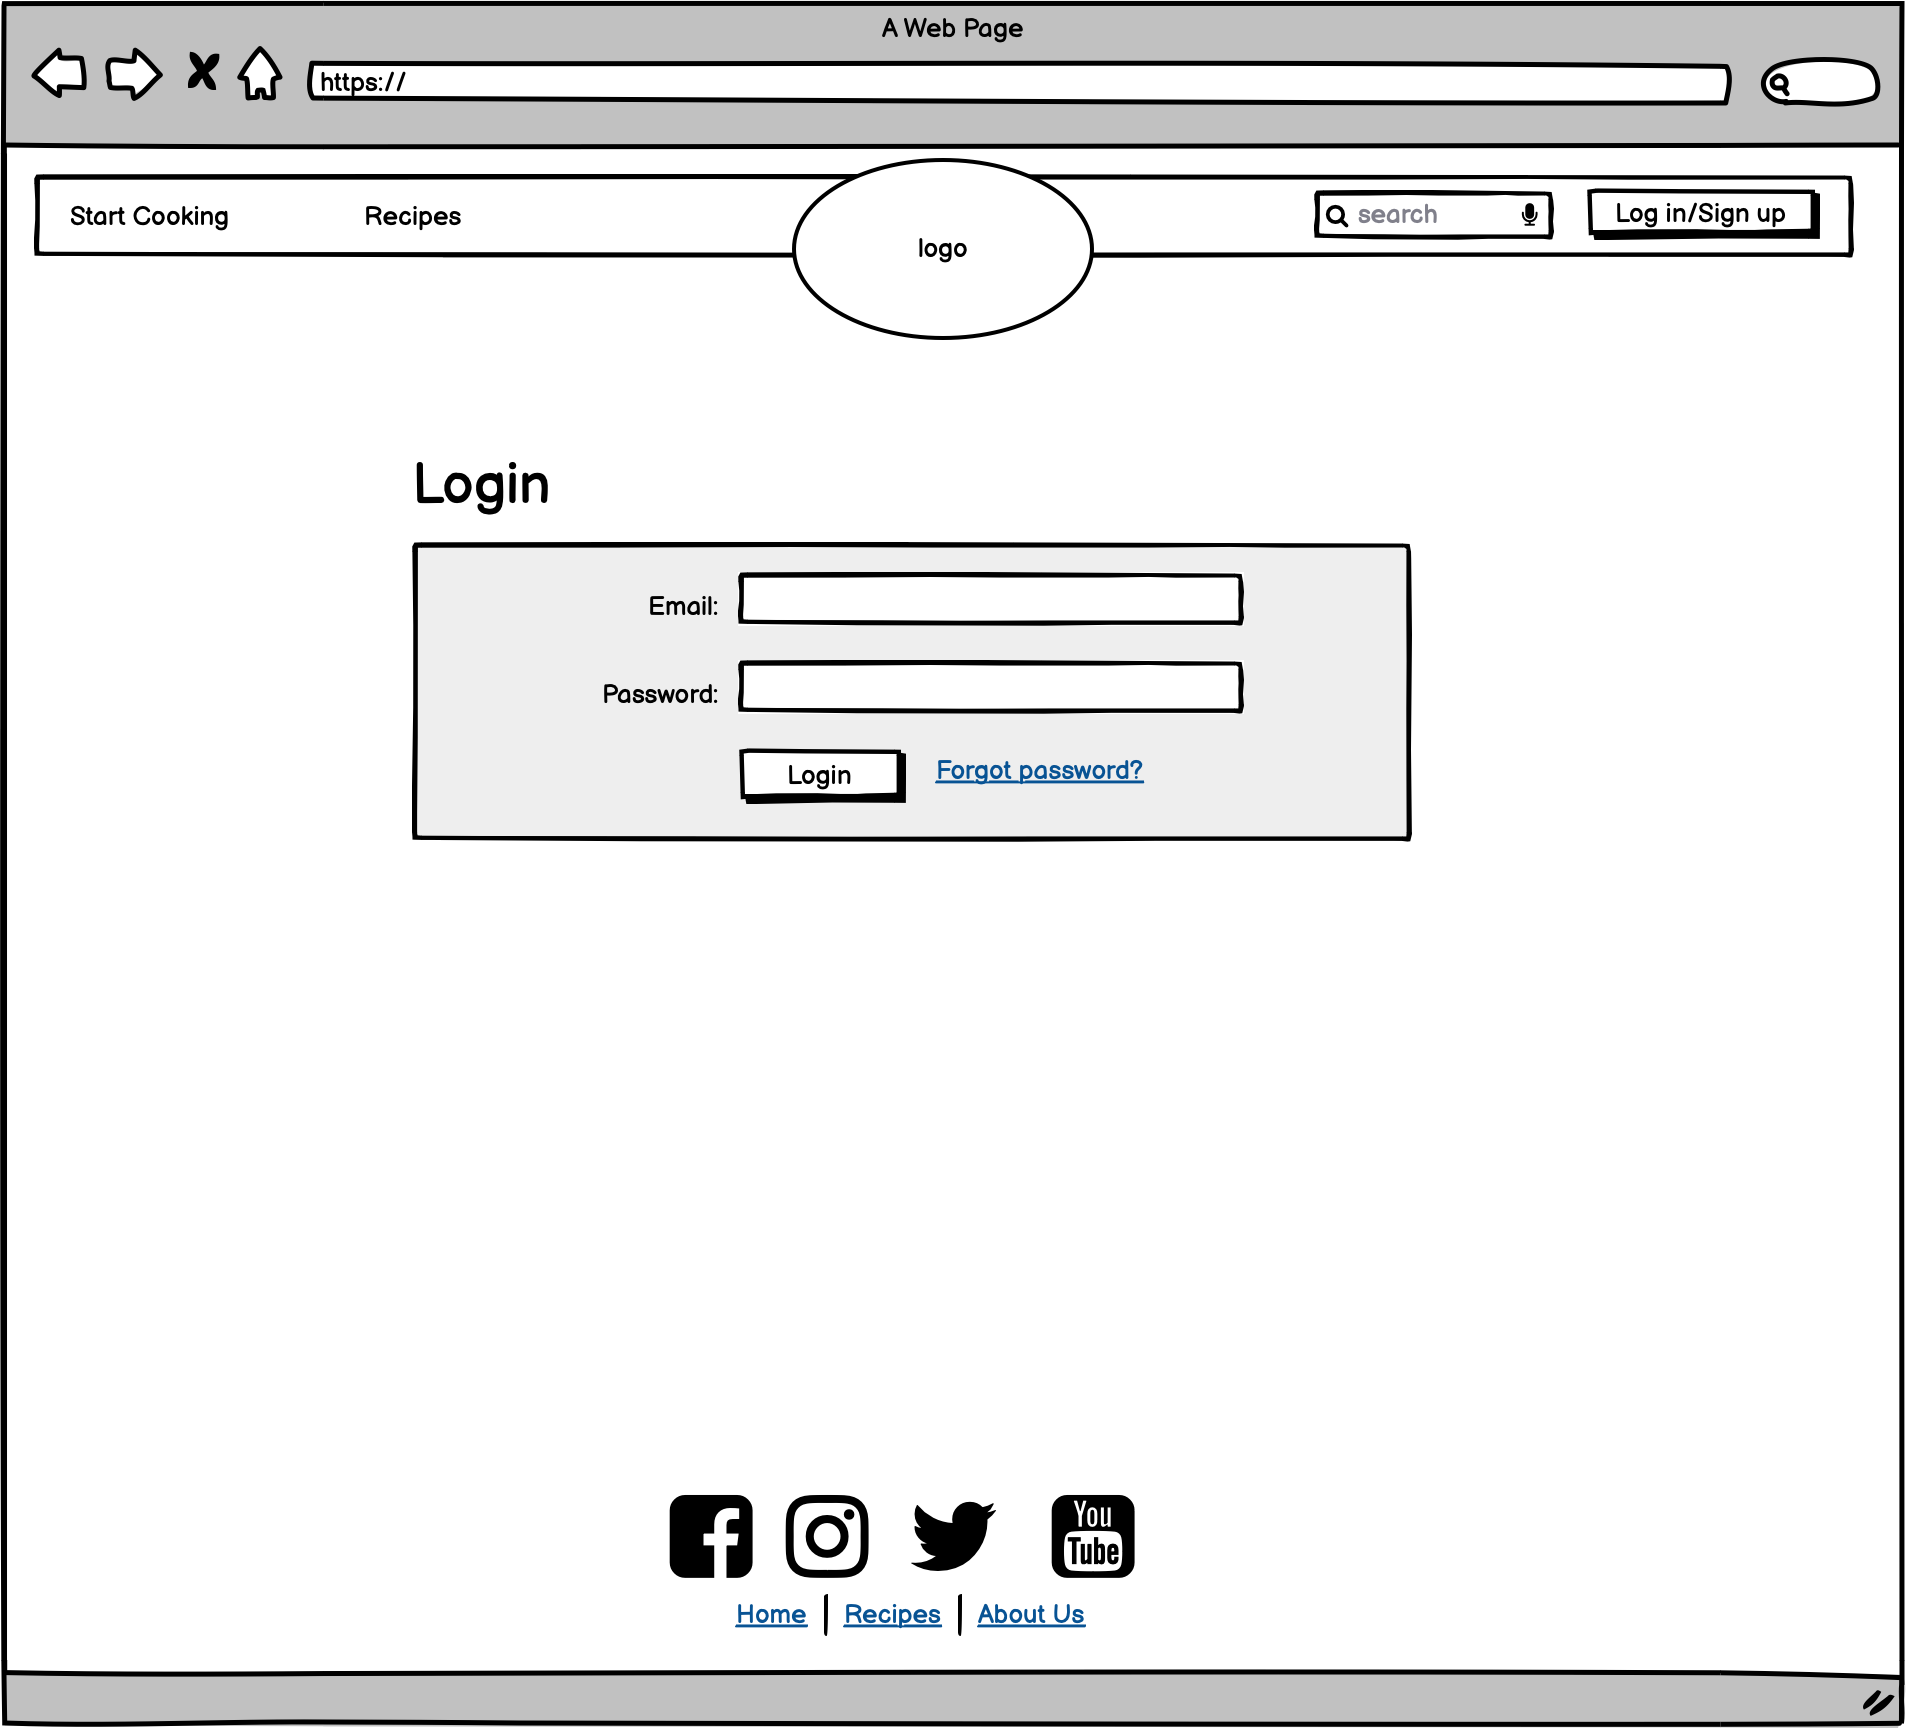 A Web Page
https://
Start Cooking
Recipes
logo
search
Log in/Sign up
Login
Email:
Password:
Login
Forgot password?
You
Tube
Home
Recipes
About Us